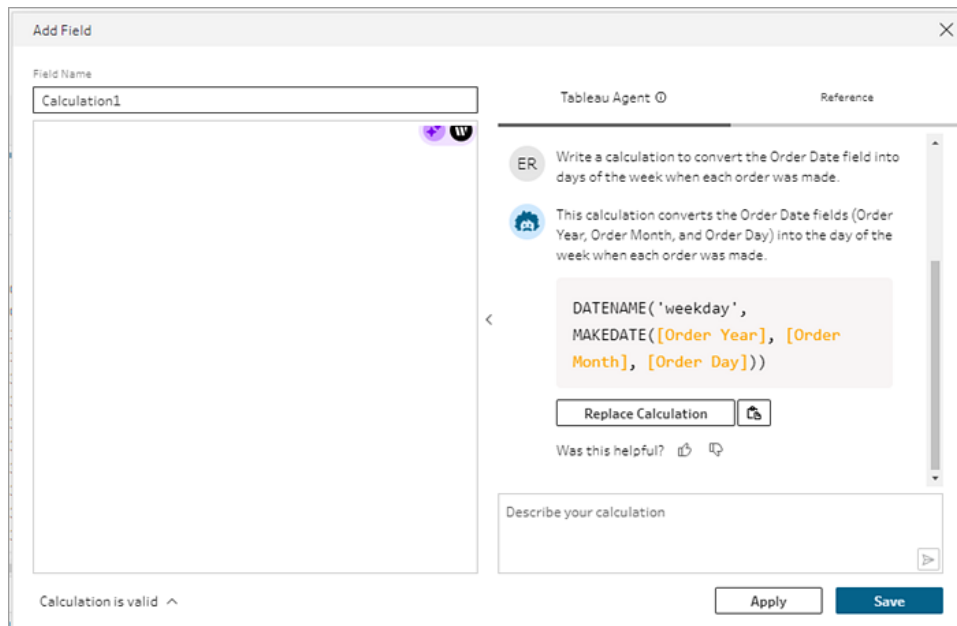 Add Field
Field Name
Calculation1
W
Tableau Agent
Reference
ER
Write a calculation to convert the Order Date field into
days of the week when each order was made.
This calculation converts the Order Date fields (Order
Year, Order Month, and Order Day) into the day of the
week when each order was made.
DATENAME('weekday',
MAKEDATE([Order Year], [Order
Month], [Order Day]))
Replace Calculation
Was this helpful?
Describe your calculation
Calculation is valid
Apply
Save